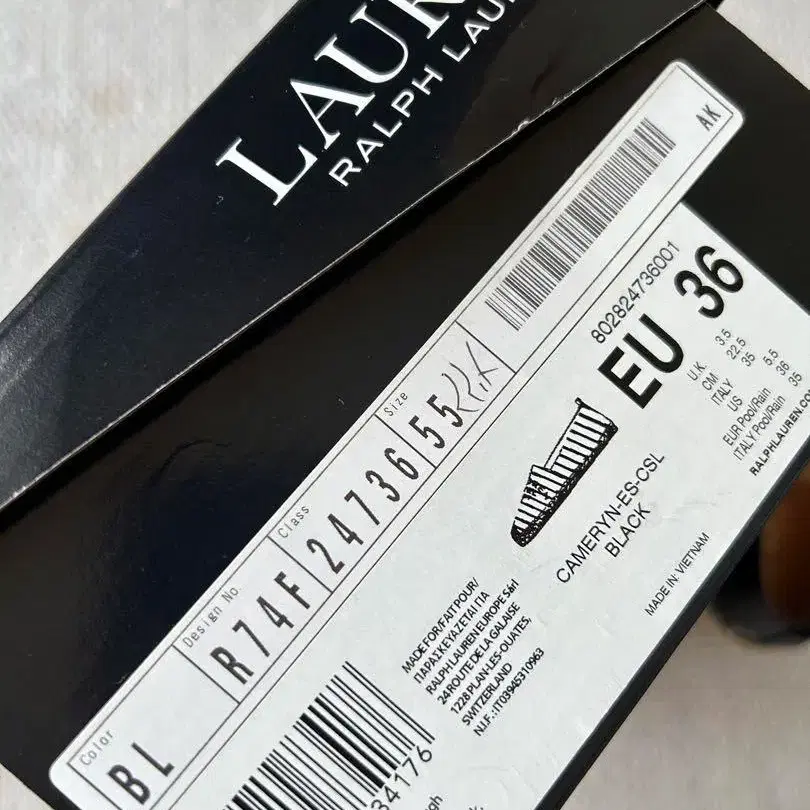 LAUR
RALPH LAU
AK
Color
BL
Design No.
R74F
Class
24736
Size
55
802824736001
EU 36
U.K. 3.5
CM 22.5
ITALY 35
US 5.5
EUR Pool/Rain 36
ITALY Pool/Rain 35
RALPHLAUREN.CO
CAMERYN-ES-CSL
BLACK
MADE IN: VIETNAM
MADE FOR/FAIT POUR/
ΠΑΡΑΣΚΕΥΑΖΕΤΑΙ ΓΙΑ
RALPH LAUREN EUROPE Sàrl
24 ROUTE DE LA GALAISE
1228 PLAN-LES-OUATES,
SWITZERLAND
N.I.F.:IT03945310963
34176